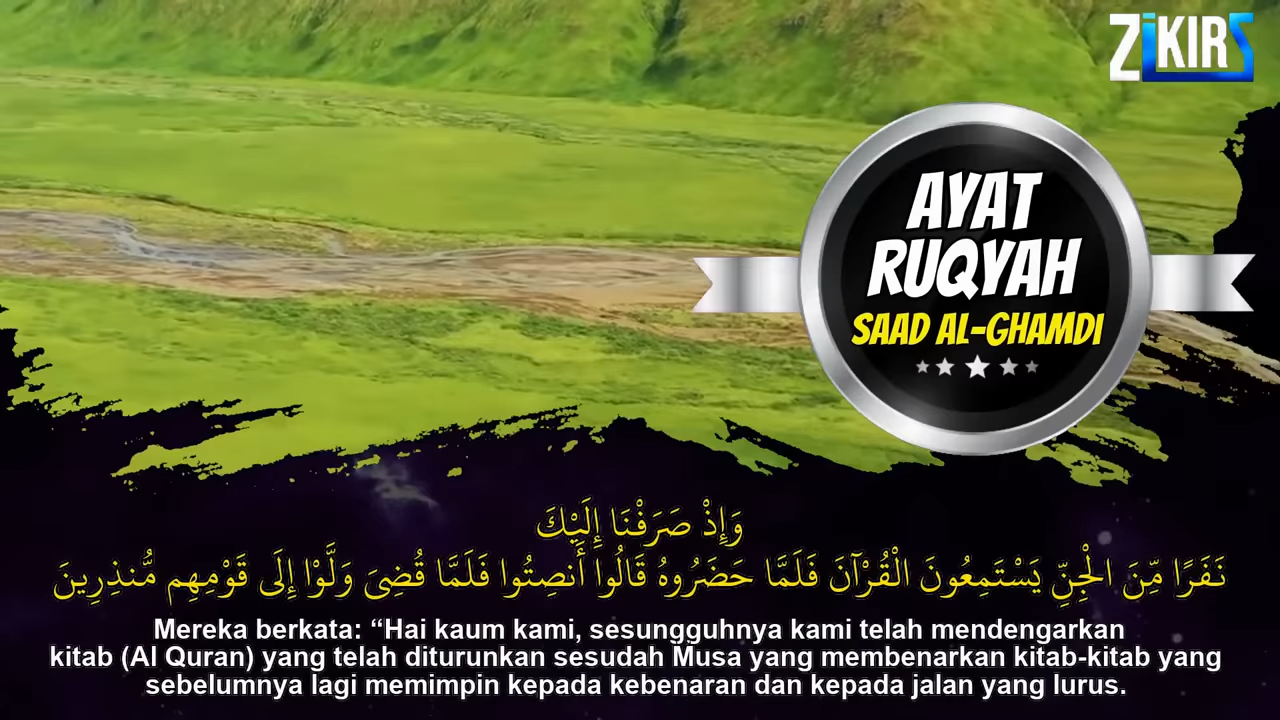 ZiKIRS
AYAT
RUQYAH
SAAD AL-GHAMDI
وَإِذْ صَرَفْنَا إِلَيْكَ
نَفَرًا مِّنَ الْجِنِّ يَسْتَمِعُونَ الْقُرْآنَ فَلَمَّا حَضَرُوهُ قَالُوا أَنصِتُوا فَلَمَّا قُضِىَ وَلَّوْا إِلَى قَوْمِهِم مُّنذِرِينَ
Mereka berkata: “Hai kaum kami, sesungguhnya kami telah mendengarkan
kitab (Al Quran) yang telah diturunkan sesudah Musa yang membenarkan kitab-kitab yang
sebelumnya lagi memimpin kepada kebenaran dan kepada jalan yang lurus.